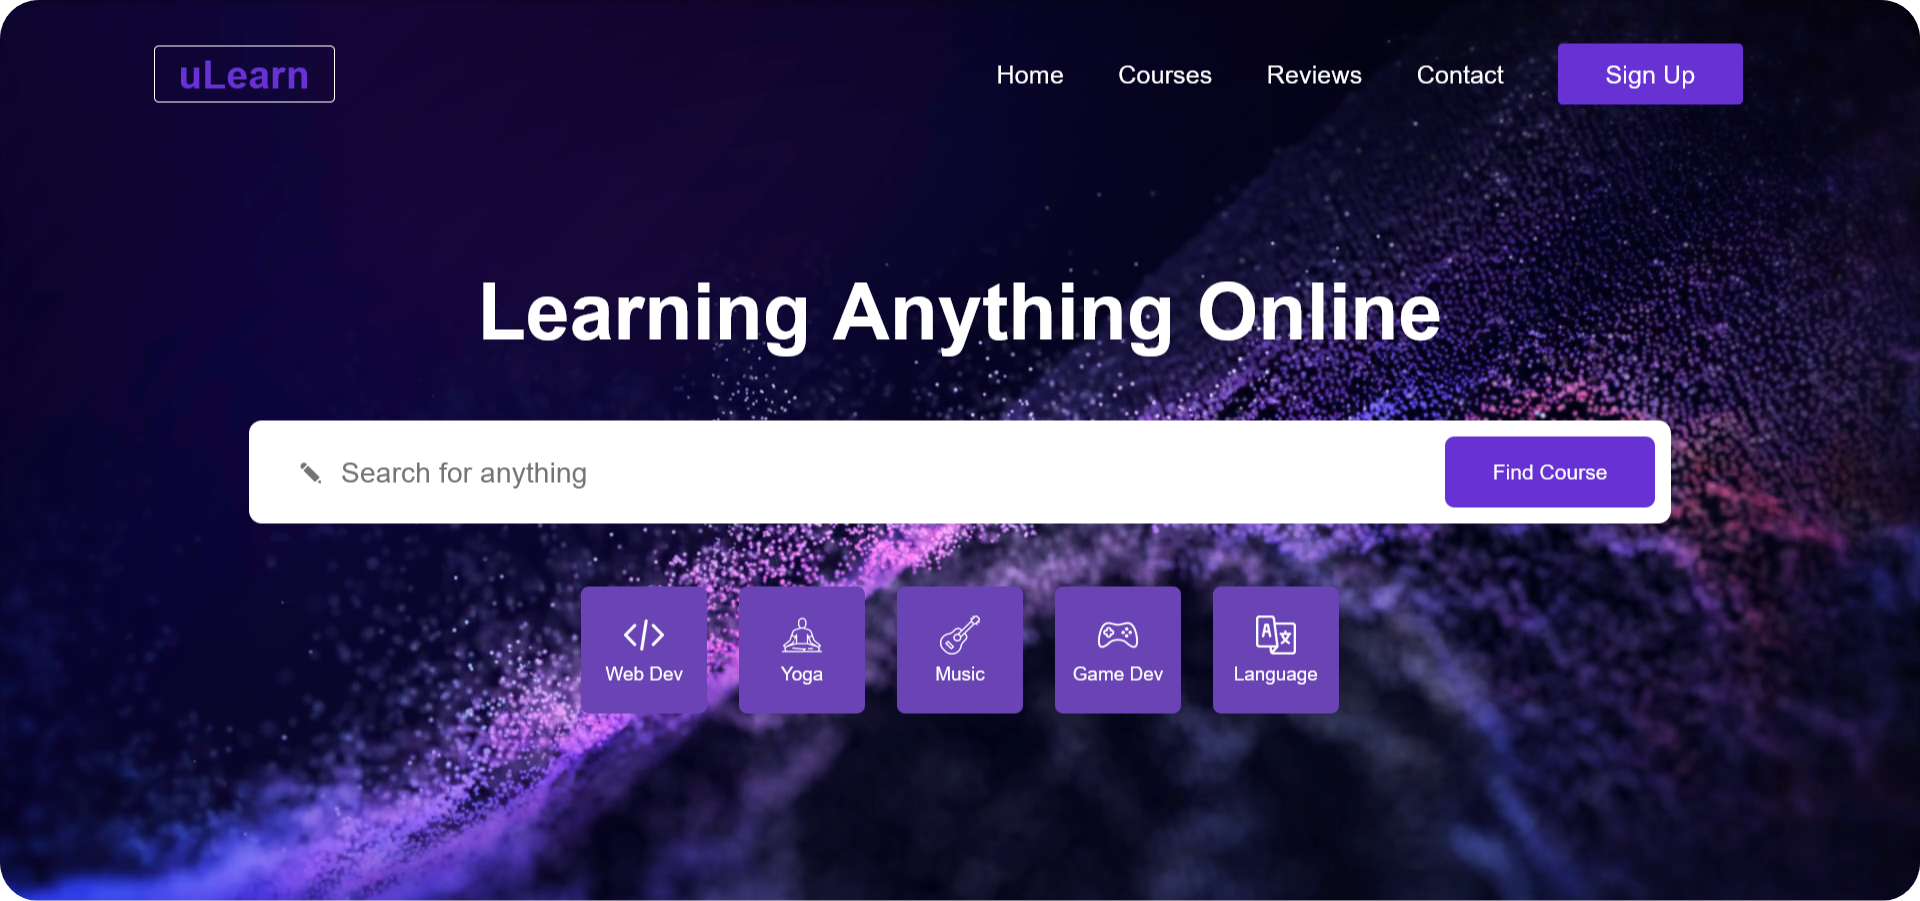 uLearn
Home Courses Reviews Contact Sign Up
Learning Anything Online
Search for anything Find Course
Web Dev Yoga Music Game Dev Language